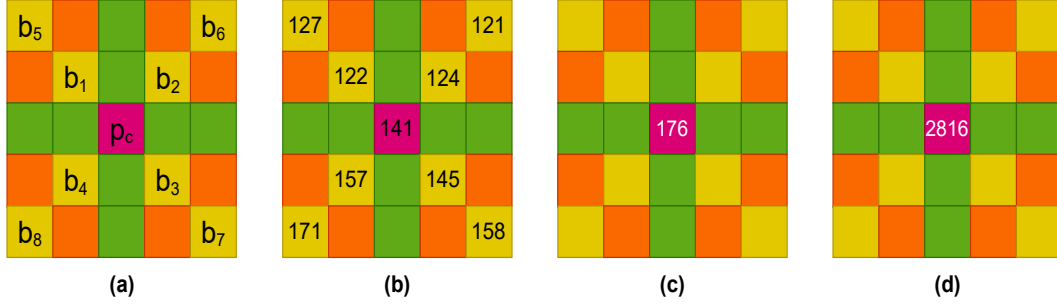 b₅ b₆ 127 121
b₁ b₂ 122 124
p_c 141 176 2816
b₄ b₃ 157 145
b₈ b₇ 171 158
(a) (b) (c) (d)